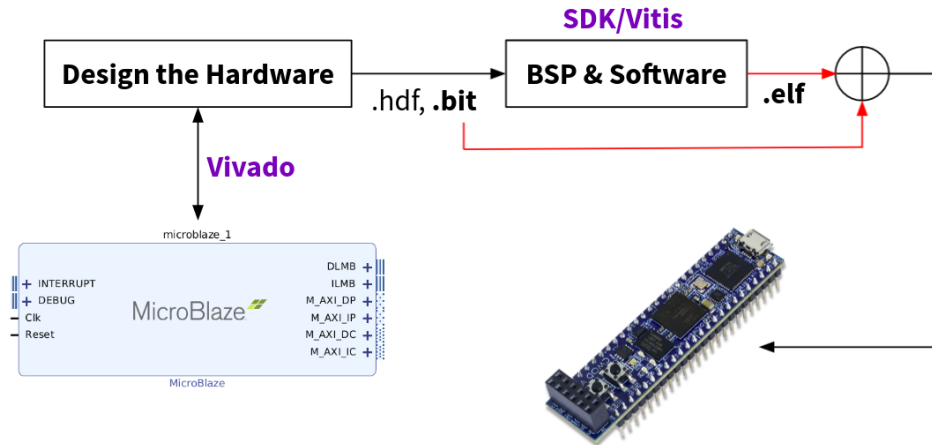 SDK/Vitis
Design the Hardware
BSP & Software
.hdf, .bit
.elf
Vivado
microblaze_1
INTERRUPT
DEBUG
Clk
Reset
MicroBlaze
DLMB
ILMB
M_AXI_DP
M_AXI_IP
M_AXI_DC
M_AXI_IC
MicroBlaze